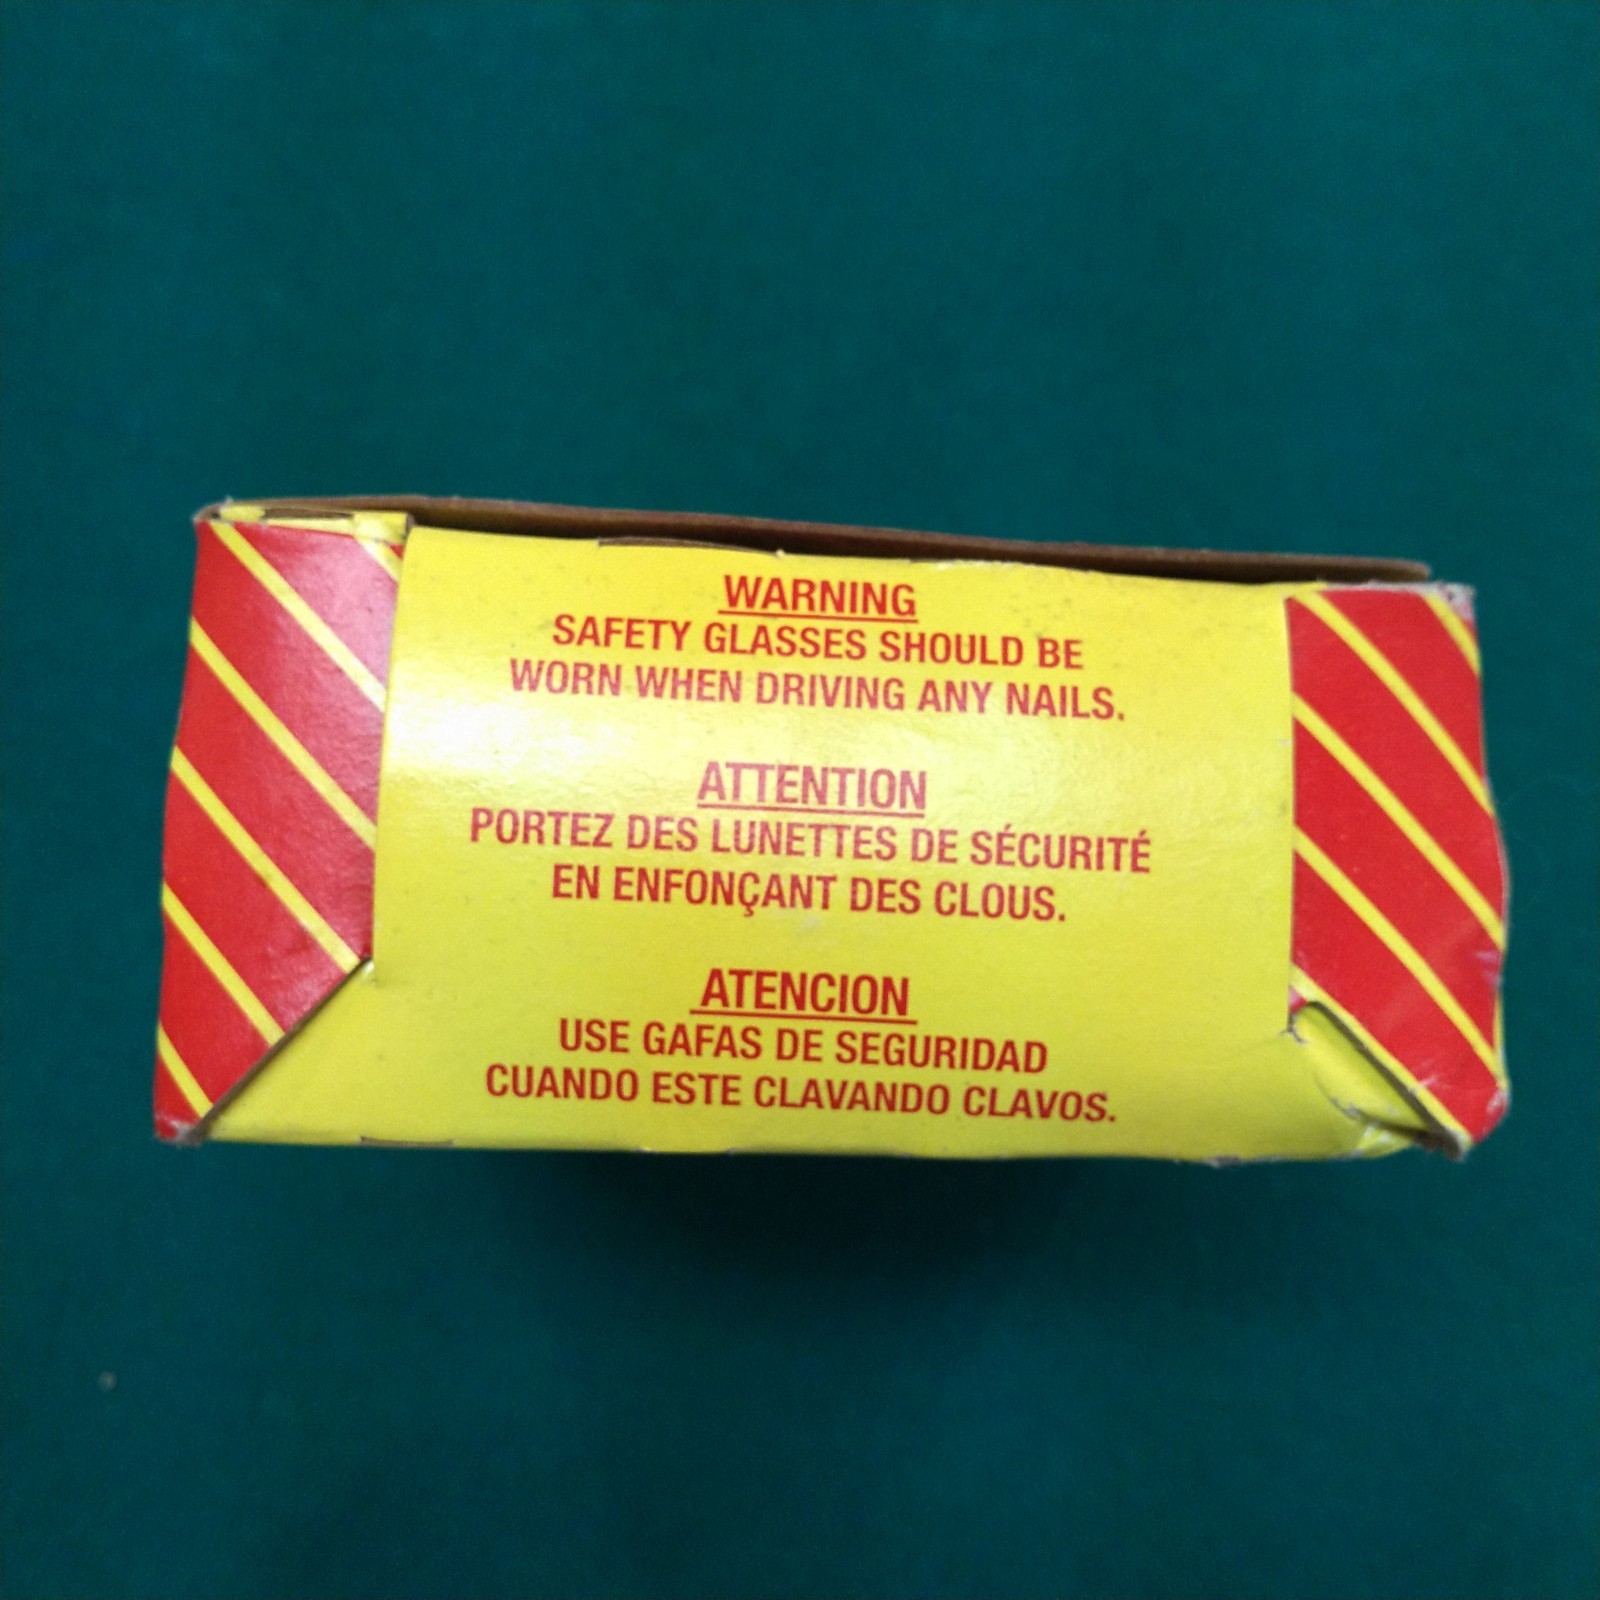 WARNING
SAFETY GLASSES SHOULD BE
WORN WHEN DRIVING ANY NAILS.
ATTENTION
PORTEZ DES LUNETTES DE SÉCURITÉ
EN ENFONÇANT DES CLOUS.
ATENCION
USE GAFAS DE SEGURIDAD
CUANDO ESTE CLAVANDO CLAVOS.